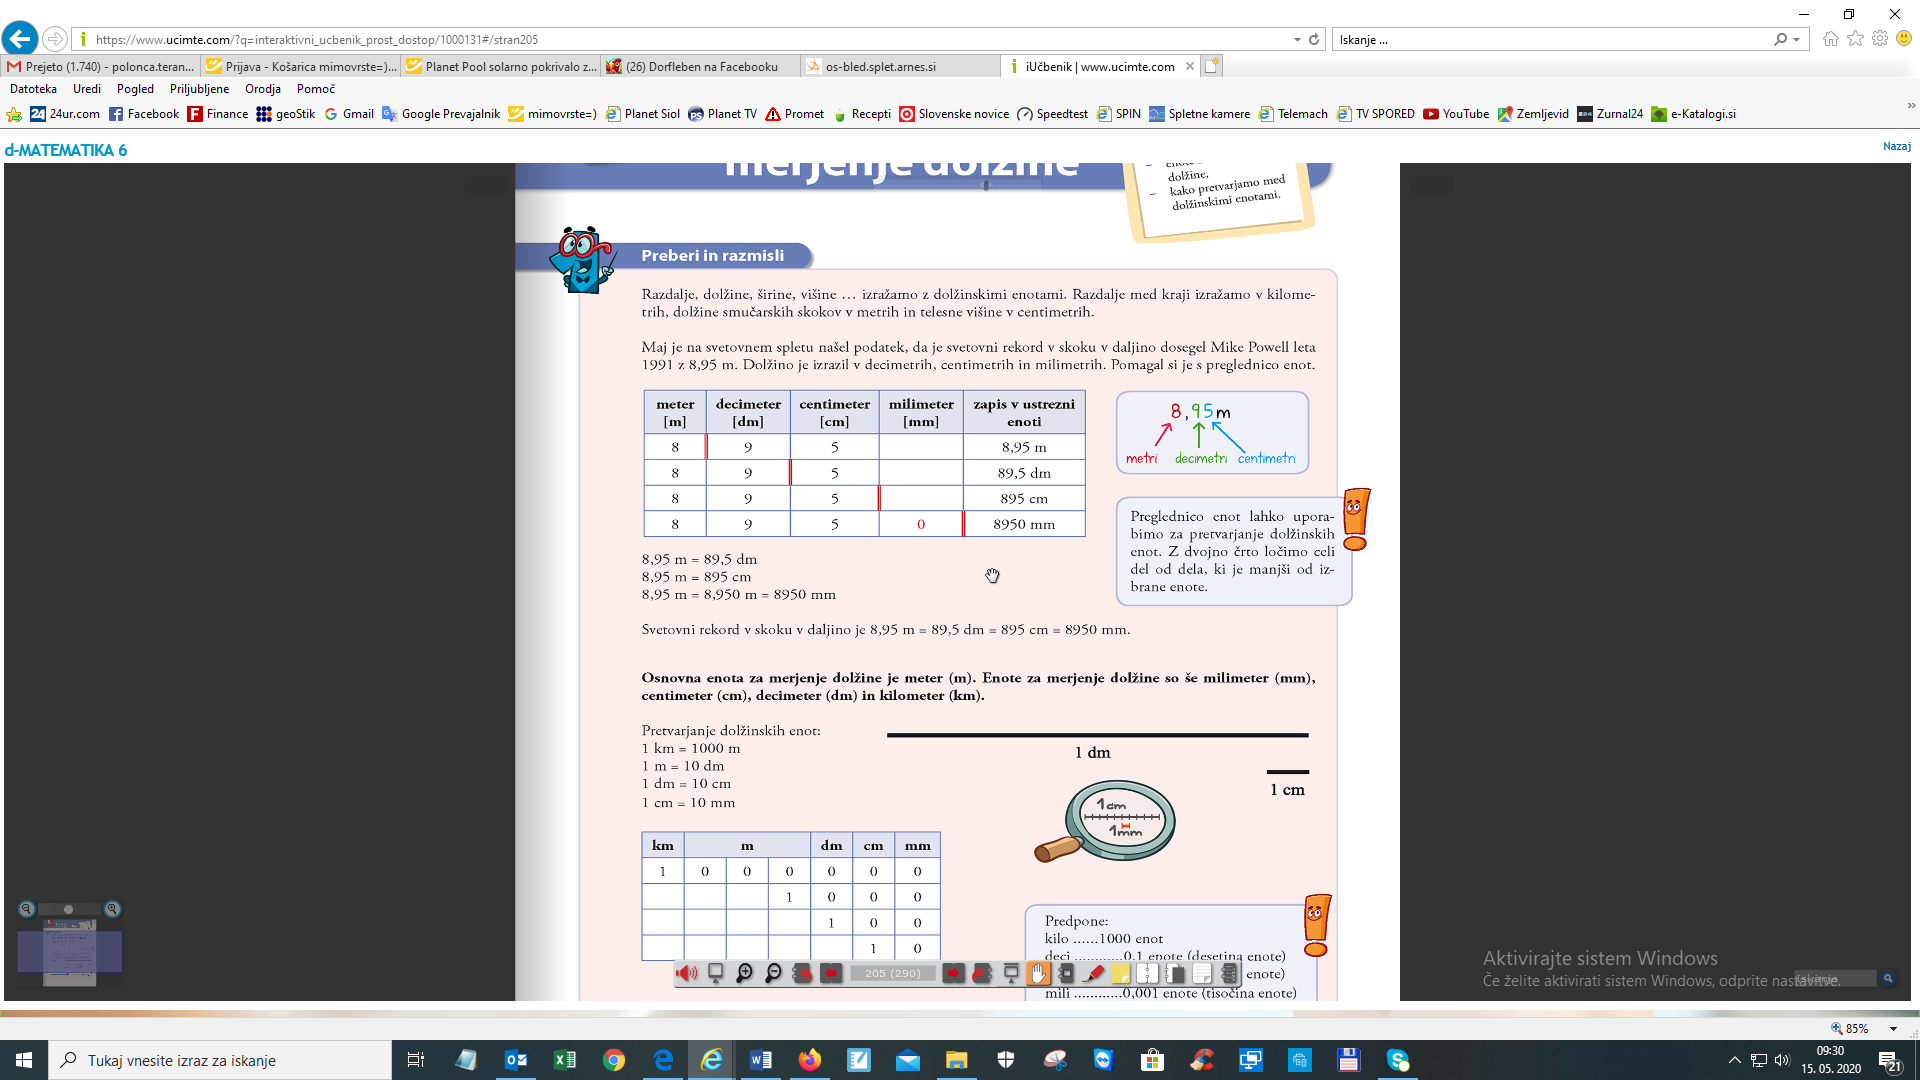 https://www.ucimte.com/?q=interaktivni_ucbenik_prost_dostop/1000131#/stran205
Iskanje ...
Prejeto (1.740) - polonca.teran...
Prijava - Košarica mimovrste=)...
Planet Pool solarno pokrivalo z...
(26) Dorfleben na Facebooku
os-bled.splet.arnes.si
iUčbenik | www.ucimte.com
Datoteka Uredi Pogled Priljubljene Orodja Pomoč
24ur.com Facebook Finance geoStik Gmail Google Prevajalnik mimovrste=) Planet Siol Planet TV Promet Recepti Slovenske novice Speedtest SPIN Spletne kamere Telemach TV SPORED YouTube Zemljevid Zurnal24 e-Katalogi.si
d-MATEMATIKA 6
Nazaj
merjenje dolžine
dolžine,
– kako pretvarjamo med
dolžinskimi enotami.
Preberi in razmisli
Razdalje, dolžine, širine, višine … izražamo z dolžinskimi enotami. Razdalje med kraji izražamo v kilome-
trih, dolžine smučarskih skokov v metrih in telesne višine v centimetrih.
Maj je na svetovnem spletu našel podatek, da je svetovni rekord v skoku v daljino dosegel Mike Powell leta
1991 z 8,95 m. Dolžino je izrazil v decimetrih, centimetrih in milimetrih. Pomagal si je s preglednico enot.
meter decimeter centimeter milimeter zapis v ustrezni
[m] [dm] [cm] [mm] enoti
8 9 5 8,95 m
8 9 5 89,5 dm
8 9 5 895 cm
8 9 5 0 8950 mm
8,95 m
metri decimetri centimetri
Preglednico enot lahko upora-
bimo za pretvarjanje dolžinskih
enot. Z dvojno črto ločimo celi
del od dela, ki je manjši od iz-
brane enote.
8,95 m = 89,5 dm
8,95 m = 895 cm
8,95 m = 8,950 m = 8950 mm
Svetovni rekord v skoku v daljino je 8,95 m = 89,5 dm = 895 cm = 8950 mm.
Osnovna enota za merjenje dolžine je meter (m). Enote za merjenje dolžine so še milimeter (mm),
centimeter (cm), decimeter (dm) in kilometer (km).
Pretvarjanje dolžinskih enot:
1 km = 1000 m
1 m = 10 dm
1 dm = 10 cm
1 cm = 10 mm
1 dm
1 cm
1cm
1mm
km m dm cm mm
1 0 0 0 0 0 0
1 0 0 0
1 0 0
1 0
Predpone:
kilo ......1000 enot
deci ...........0,1 enote (desetina enote)
enote)
mili ............0,001 enote (tisočina enote)
205 (290)
Aktivirajte sistem Windows
Če želite aktivirati sistem Windows, odprite nastavitve.
Iskanje
85%
Tukaj vnesite izraz za iskanje
09:30
15. 05. 2020
21